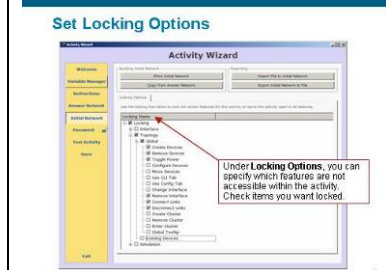 Set Locking Options
Activity Wizard
Activity Wizard
Welcome
Variable Manager
Instructions
Answer Network
Initial Network
Password
Test Activity
Save
Exit
Show Initial Network
Copy from Answer Network
Import File to Initial Network
Export Initial Network to File
Locking Options
Locking Items
Locking
Interface
Topology
Global
Create Devices
Remove Devices
Toggle Power
Configure Devices
Move Devices
Use CLI Tab
Use Config Tab
Change Interface
Remove Interface
Connect Links
Disconnect Links
Create Cluster
Remove Cluster
Enter Cluster
Global Tooltip
Existing Devices
Simulation
Under Locking Options, you can
specify which features are not
accessible within the activity.
Check items you want locked.